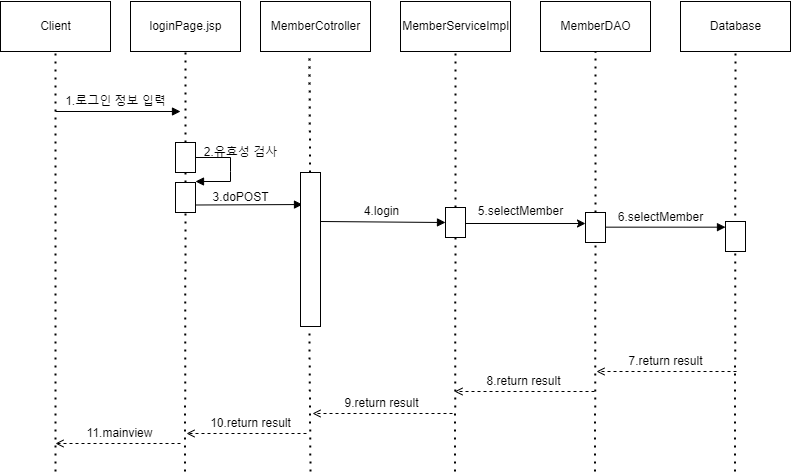 Client
loginPage.jsp
MemberCotroller
MemberServiceImpl
MemberDAO
Database
1.로그인 정보 입력
2.유효성 검사
3.doPOST
4.login
5.selectMember
6.selectMember
7.return result
8.return result
9.return result
10.return result
11.mainview